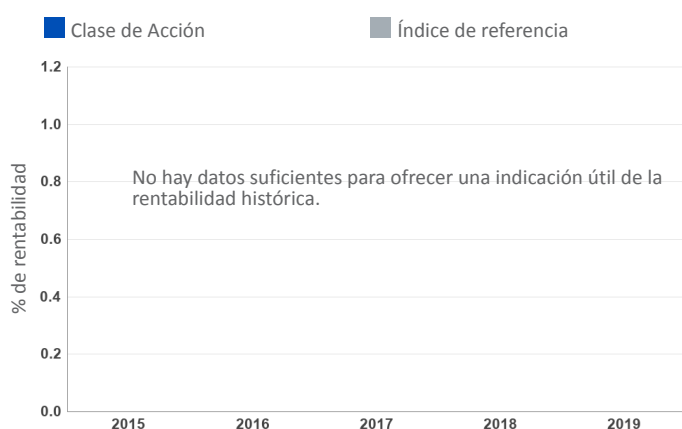 Clase de Acción Índice de referencia
1.2
1.0
0.8
0.6
0.4
0.2
0.0
% de rentabilidad
No hay datos suficientes para ofrecer una indicación útil de la
rentabilidad histórica.
2015 2016 2017 2018 2019